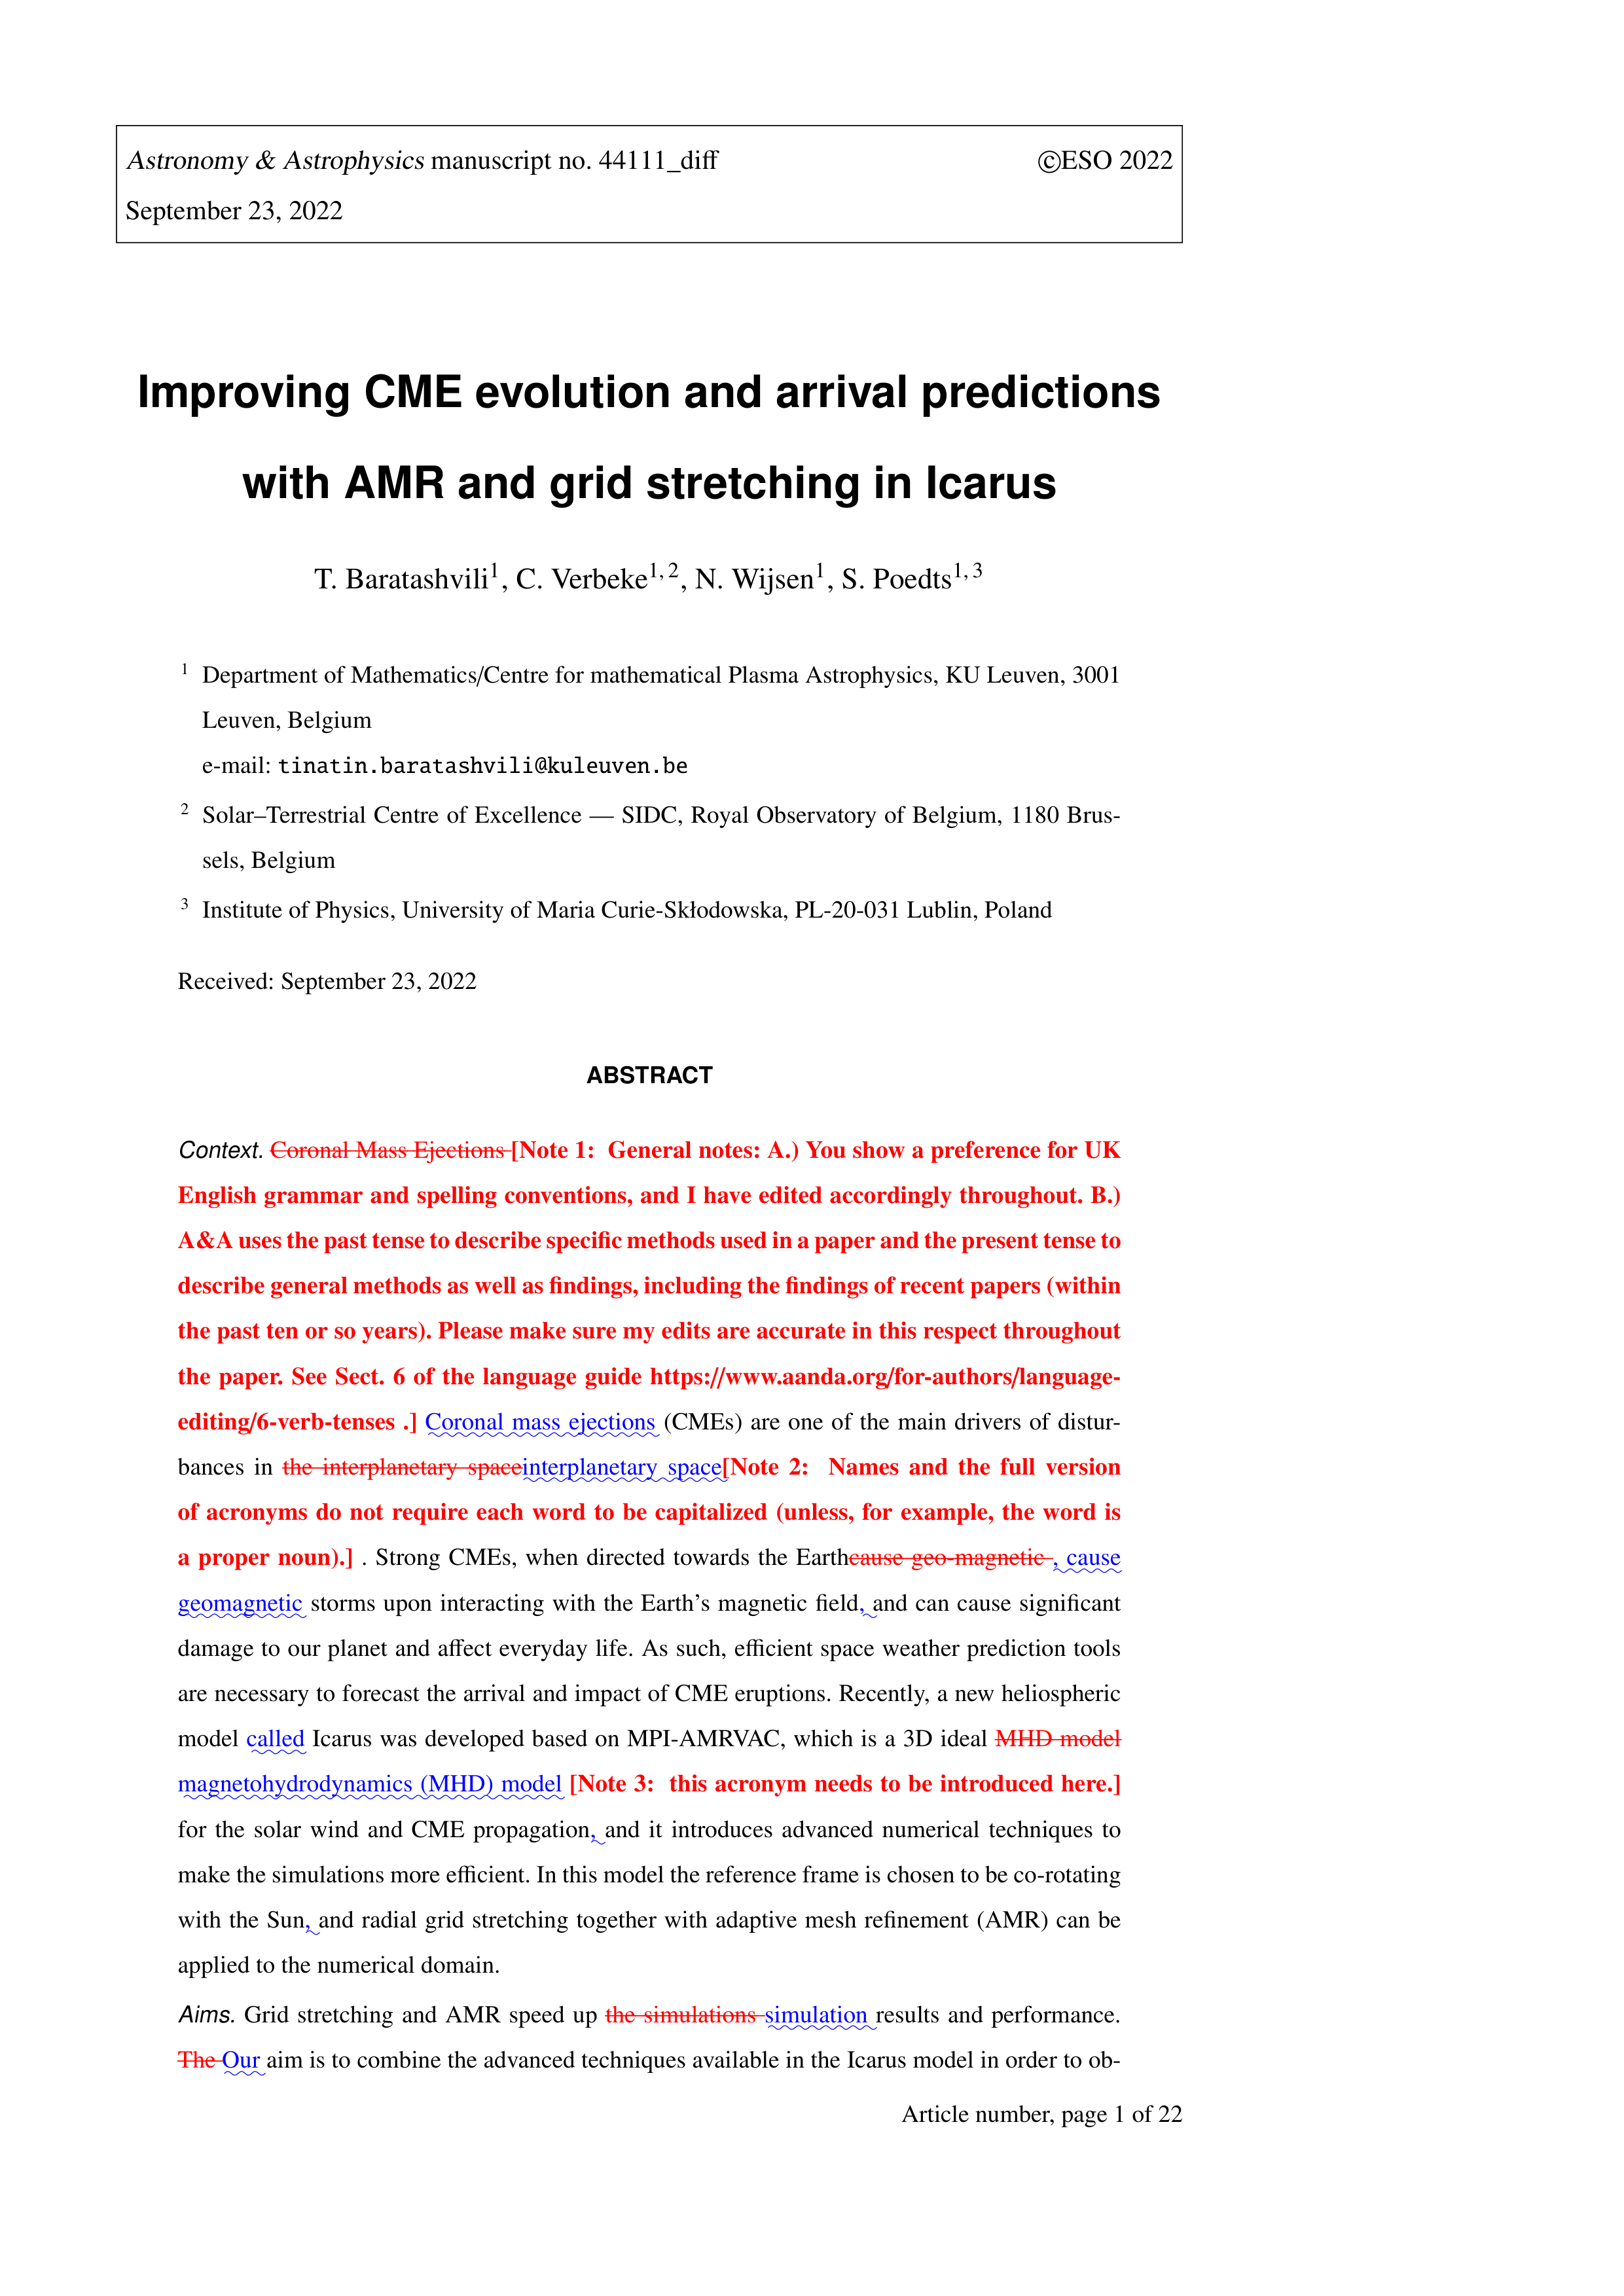 Astronomy & Astrophysics manuscript no. 44111_diff ©ESO 2022
September 23, 2022
Improving CME evolution and arrival predictions
with AMR and grid stretching in Icarus
T. Baratashvili1, C. Verbeke1, 2, N. Wijsen1, S. Poedts1, 3
1 Department of Mathematics/Centre for mathematical Plasma Astrophysics, KU Leuven, 3001
Leuven, Belgium
e-mail: tinatin.baratashvili@kuleuven.be
2 Solar–Terrestrial Centre of Excellence — SIDC, Royal Observatory of Belgium, 1180 Brus-
sels, Belgium
3 Institute of Physics, University of Maria Curie-Skłodowska, PL-20-031 Lublin, Poland
Received: September 23, 2022
ABSTRACT
Context. Coronal Mass Ejections [Note 1: General notes: A.) You show a preference for UK
English grammar and spelling conventions, and I have edited accordingly throughout. B.)
A&A uses the past tense to describe specific methods used in a paper and the present tense to
describe general methods as well as findings, including the findings of recent papers (within
the past ten or so years). Please make sure my edits are accurate in this respect throughout
the paper. See Sect. 6 of the language guide https://www.aanda.org/for-authors/language-
editing/6-verb-tenses .] Coronal mass ejections (CMEs) are one of the main drivers of distur-
bances in the interplanetary spaceinterplanetary space[Note 2: Names and the full version
of acronyms do not require each word to be capitalized (unless, for example, the word is
a proper noun).] . Strong CMEs, when directed towards the Earthcause geo-magnetic , cause
geomagnetic storms upon interacting with the Earth's magnetic field, and can cause significant
damage to our planet and affect everyday life. As such, efficient space weather prediction tools
are necessary to forecast the arrival and impact of CME eruptions. Recently, a new heliospheric
model called Icarus was developed based on MPI-AMRVAC, which is a 3D ideal MHD model
magnetohydrodynamics (MHD) model [Note 3: this acronym needs to be introduced here.]
for the solar wind and CME propagation, and it introduces advanced numerical techniques to
make the simulations more efficient. In this model the reference frame is chosen to be co-rotating
with the Sun, and radial grid stretching together with adaptive mesh refinement (AMR) can be
applied to the numerical domain.
Aims. Grid stretching and AMR speed up the simulations simulation results and performance.
The Our aim is to combine the advanced techniques available in the Icarus model in order to ob-
Article number, page 1 of 22